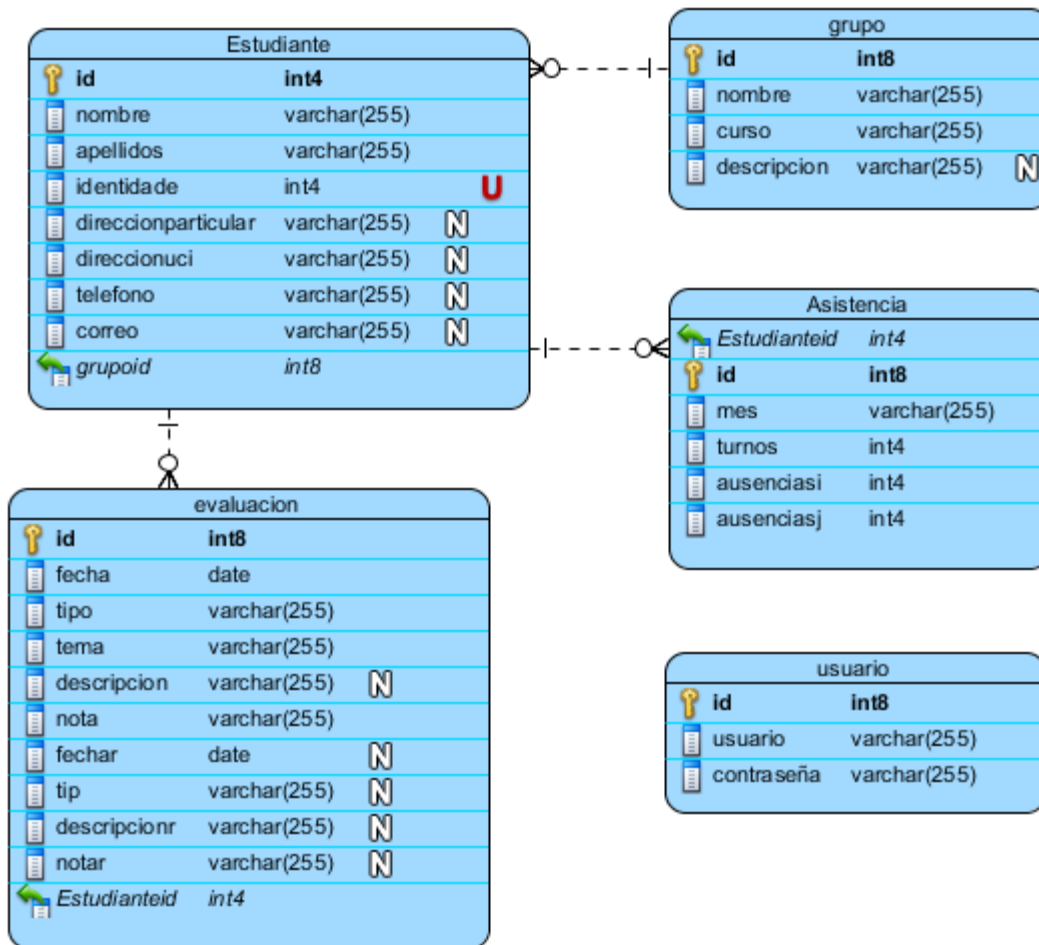 Estudiante
id int4
nombre varchar(255)
apellidos varchar(255)
identidade int4 U
direccionparticular varchar(255) N
direccionuci varchar(255) N
telefono varchar(255) N
correo varchar(255) N
grupoid int8
grupo
id int8
nombre varchar(255)
curso varchar(255)
descripcion varchar(255) N
Asistencia
Estudianteid int4
id int8
mes varchar(255)
turnos int4
ausenciasi int4
ausenciasj int4
evaluacion
id int8
fecha date
tipo varchar(255)
tema varchar(255)
descripcion varchar(255) N
nota varchar(255)
fechar date N
tip varchar(255) N
descripcionr varchar(255) N
notar varchar(255) N
Estudianteid int4
usuario
id int8
usuario varchar(255)
contraseña varchar(255)